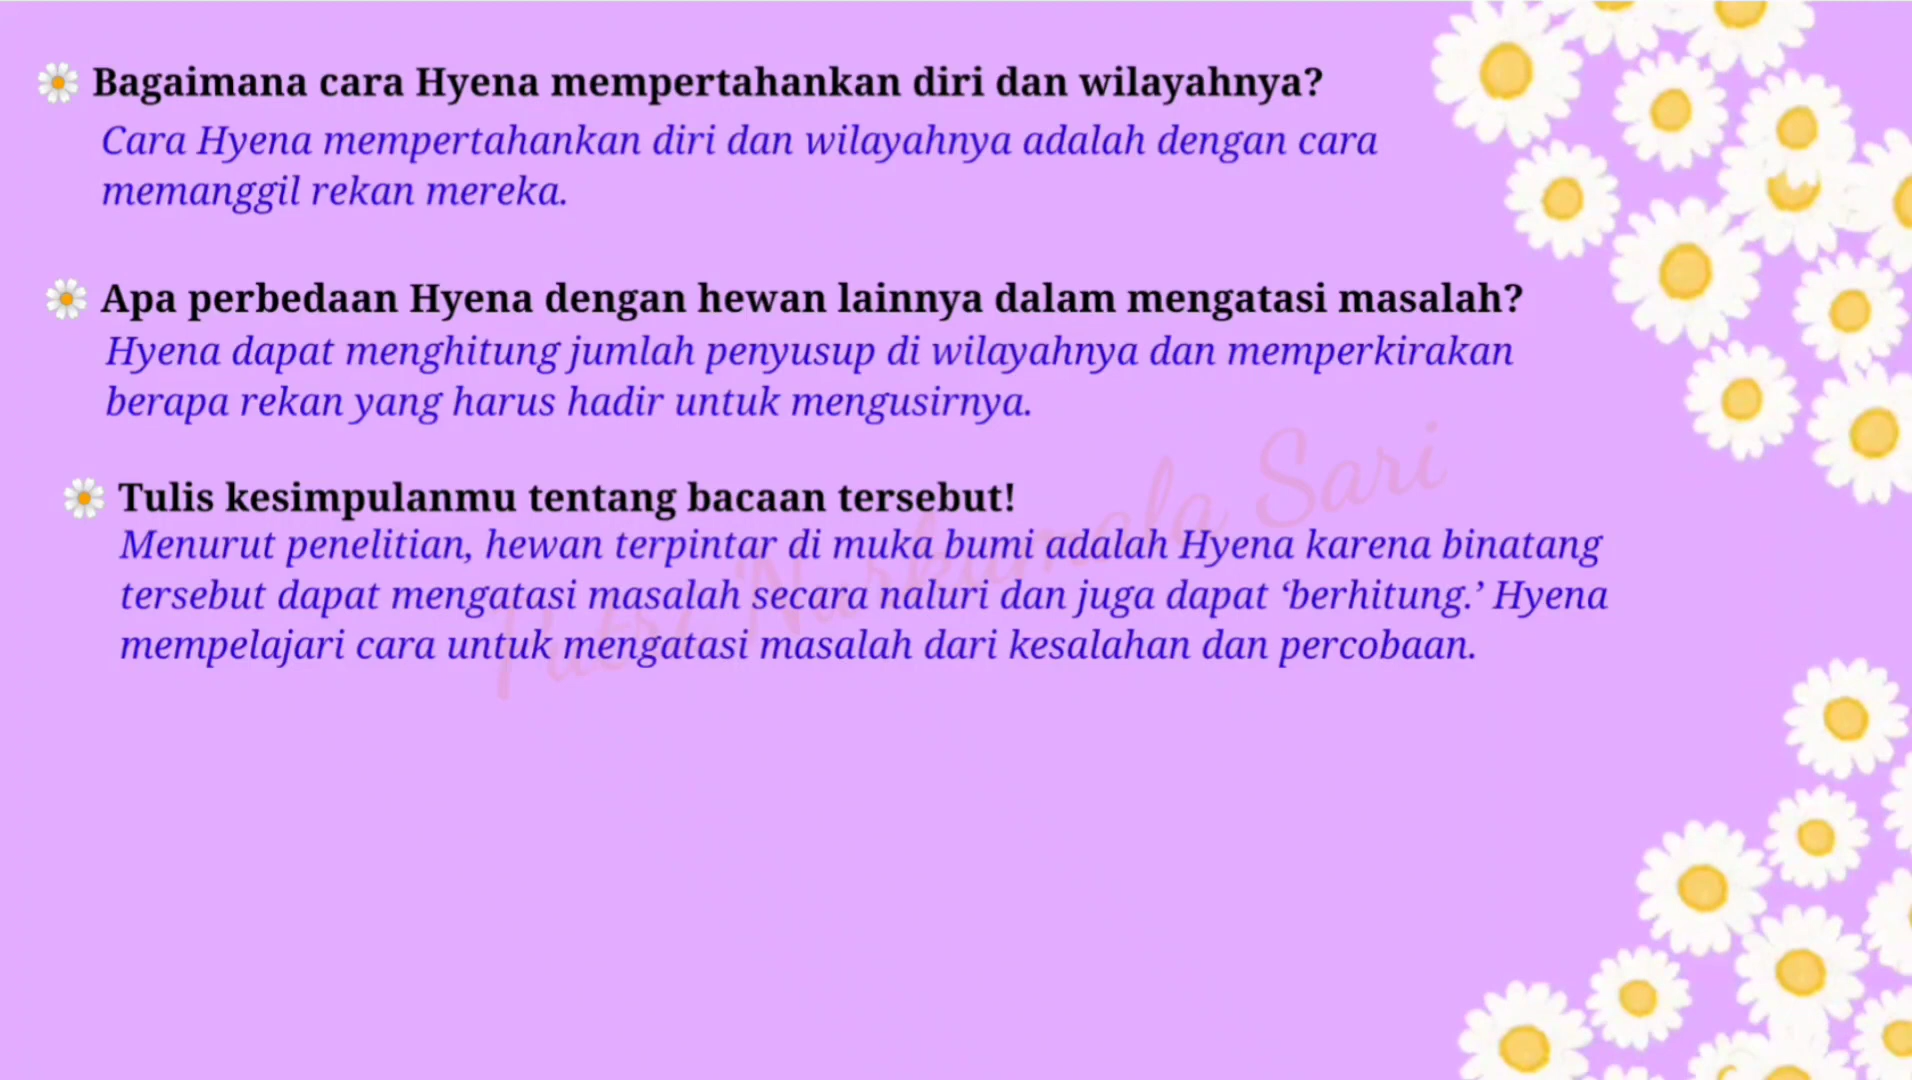 Bagaimana cara Hyena mempertahankan diri dan wilayahnya?
Cara Hyena mempertahankan diri dan wilayahnya adalah dengan cara
memanggil rekan mereka.
Apa perbedaan Hyena dengan hewan lainnya dalam mengatasi masalah?
Hyena dapat menghitung jumlah penyusup di wilayahnya dan memperkirakan
berapa rekan yang harus hadir untuk mengusirnya.
Tulis kesimpulanmu tentang bacaan tersebut!
Menurut penelitian, hewan terpintar di muka bumi adalah Hyena karena binatang
tersebut dapat mengatasi masalah secara naluri dan juga dapat ‘berhitung.’ Hyena
mempelajari cara untuk mengatasi masalah dari kesalahan dan percobaan.
Nurkumala Sari